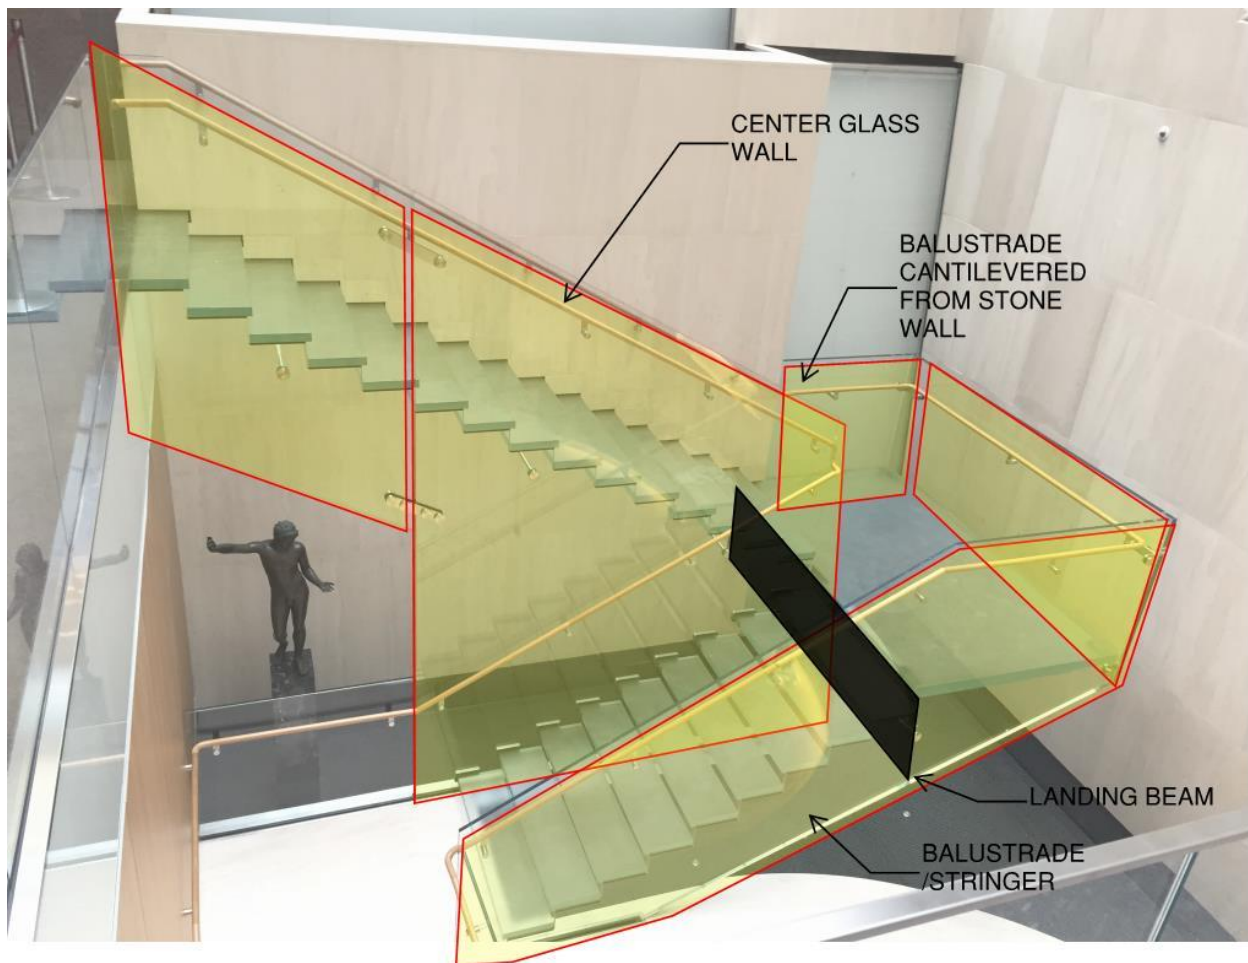 CENTER GLASS
WALL
BALUSTRADE
CANTILEVERED
FROM STONE
WALL
LANDING BEAM
BALUSTRADE
/STRINGER